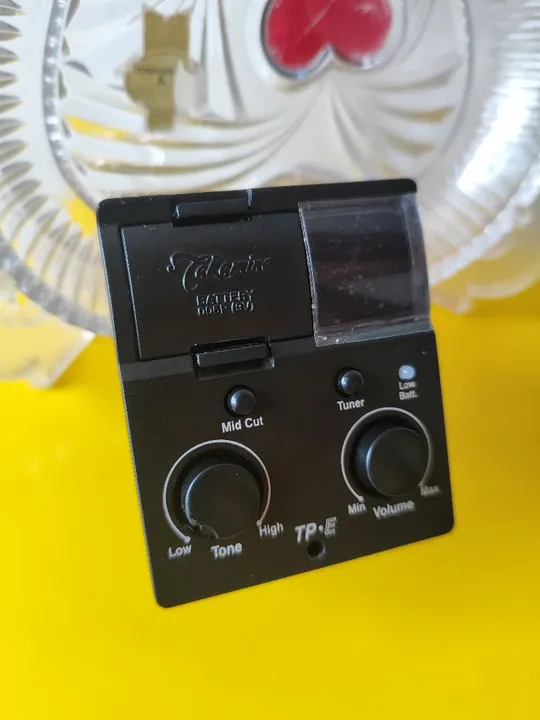 Takamine
BATTERY
006P (9V)
Low
Batt.
Mid Cut
Tuner
Low
Tone
High
TP•E
Min
Volume
Max